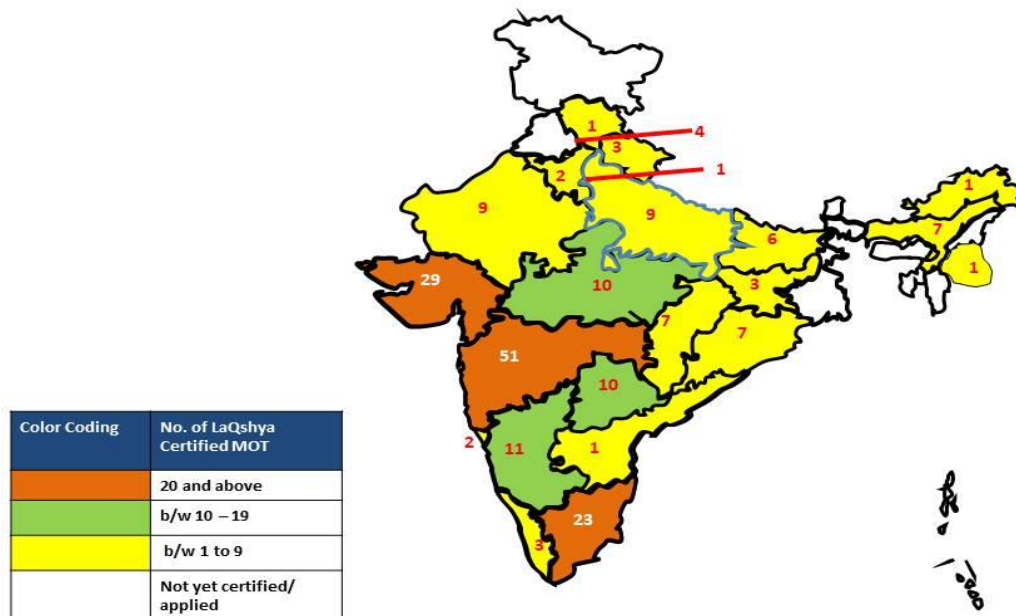 1
4
3
2
1
9
9
6
1
7
1
29
10
3
7
7
51
10
2
11
1
23
3
Color Coding
No. of LaQshya
Certified MOT
20 and above
b/w 10 – 19
b/w 1 to 9
Not yet certified/
applied